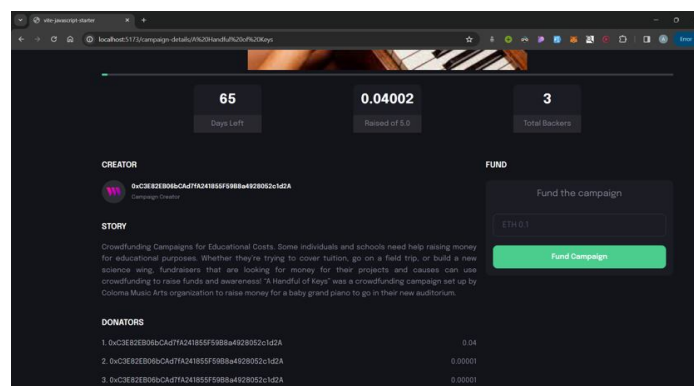 vite-javascript-starter
localhost:5173/campaign-details/A%20Handful%20of%20Keys
Error
65
Days Left
0.04002
Raised of 5.0
3
Total Backers
CREATOR
0xC3E82EB06bCAd7fA241855F59B8a4928052c1d2A
Campaign Creator
FUND
Fund the campaign
ETH 0.1
Fund Campaign
STORY
Crowdfunding Campaigns for Educational Costs. Some individuals and schools need help raising money
for educational purposes. Whether they're trying to cover tuition, go on a field trip, or build a new
science wing, fundraisers that are looking for money for their projects and causes can use
crowdfunding to raise funds and awareness! "A Handful of Keys" was a crowdfunding campaign set up by
Coloma Music Arts organization to raise money for a baby grand piano to go in their new auditorium.
DONATORS
1. 0xC3E82EB06bCAd7fA241855F59B8a4928052c1d2A 0.04
2. 0xC3E82EB06bCAd7fA241855F59B8a4928052c1d2A 0.00001
3. 0xC3E82EB06bCAd7fA241855F59B8a4928052c1d2A 0.00001